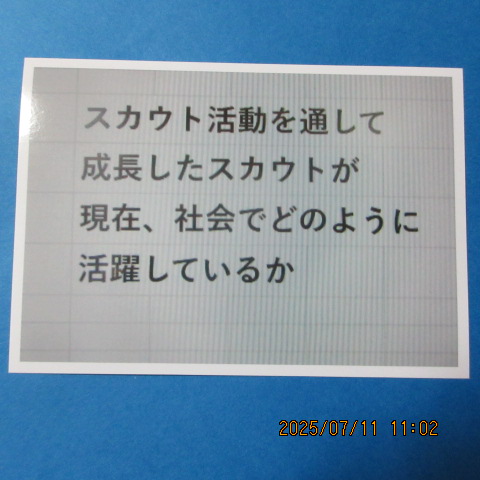 スカウト活動を通して
成長したスカウトが
現在、社会でどのように
活躍しているか
2025/07/11 11:02